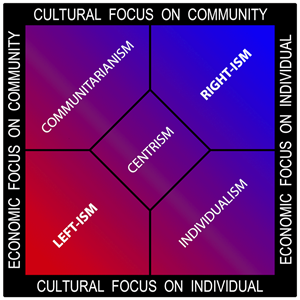 CULTURAL FOCUS ON COMMUNITY
ECONOMIC FOCUS ON COMMUNITY
COMMUNITARIANISM
RIGHT-ISM
ECONOMIC FOCUS ON INDIVIDUAL
CENTRISM
LEFT-ISM
INDIVIDUALISM
CULTURAL FOCUS ON INDIVIDUAL